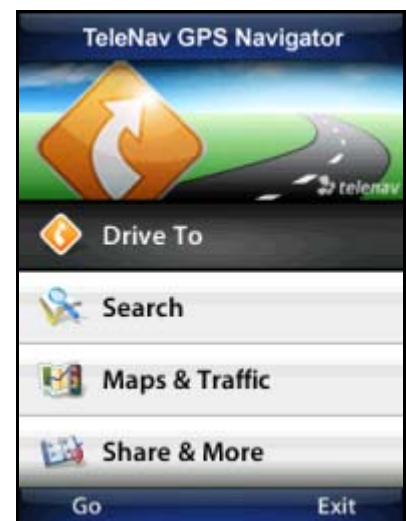 TeleNav GPS Navigator
telenav
Drive To
Search
Maps & Traffic
Share & More
Go Exit